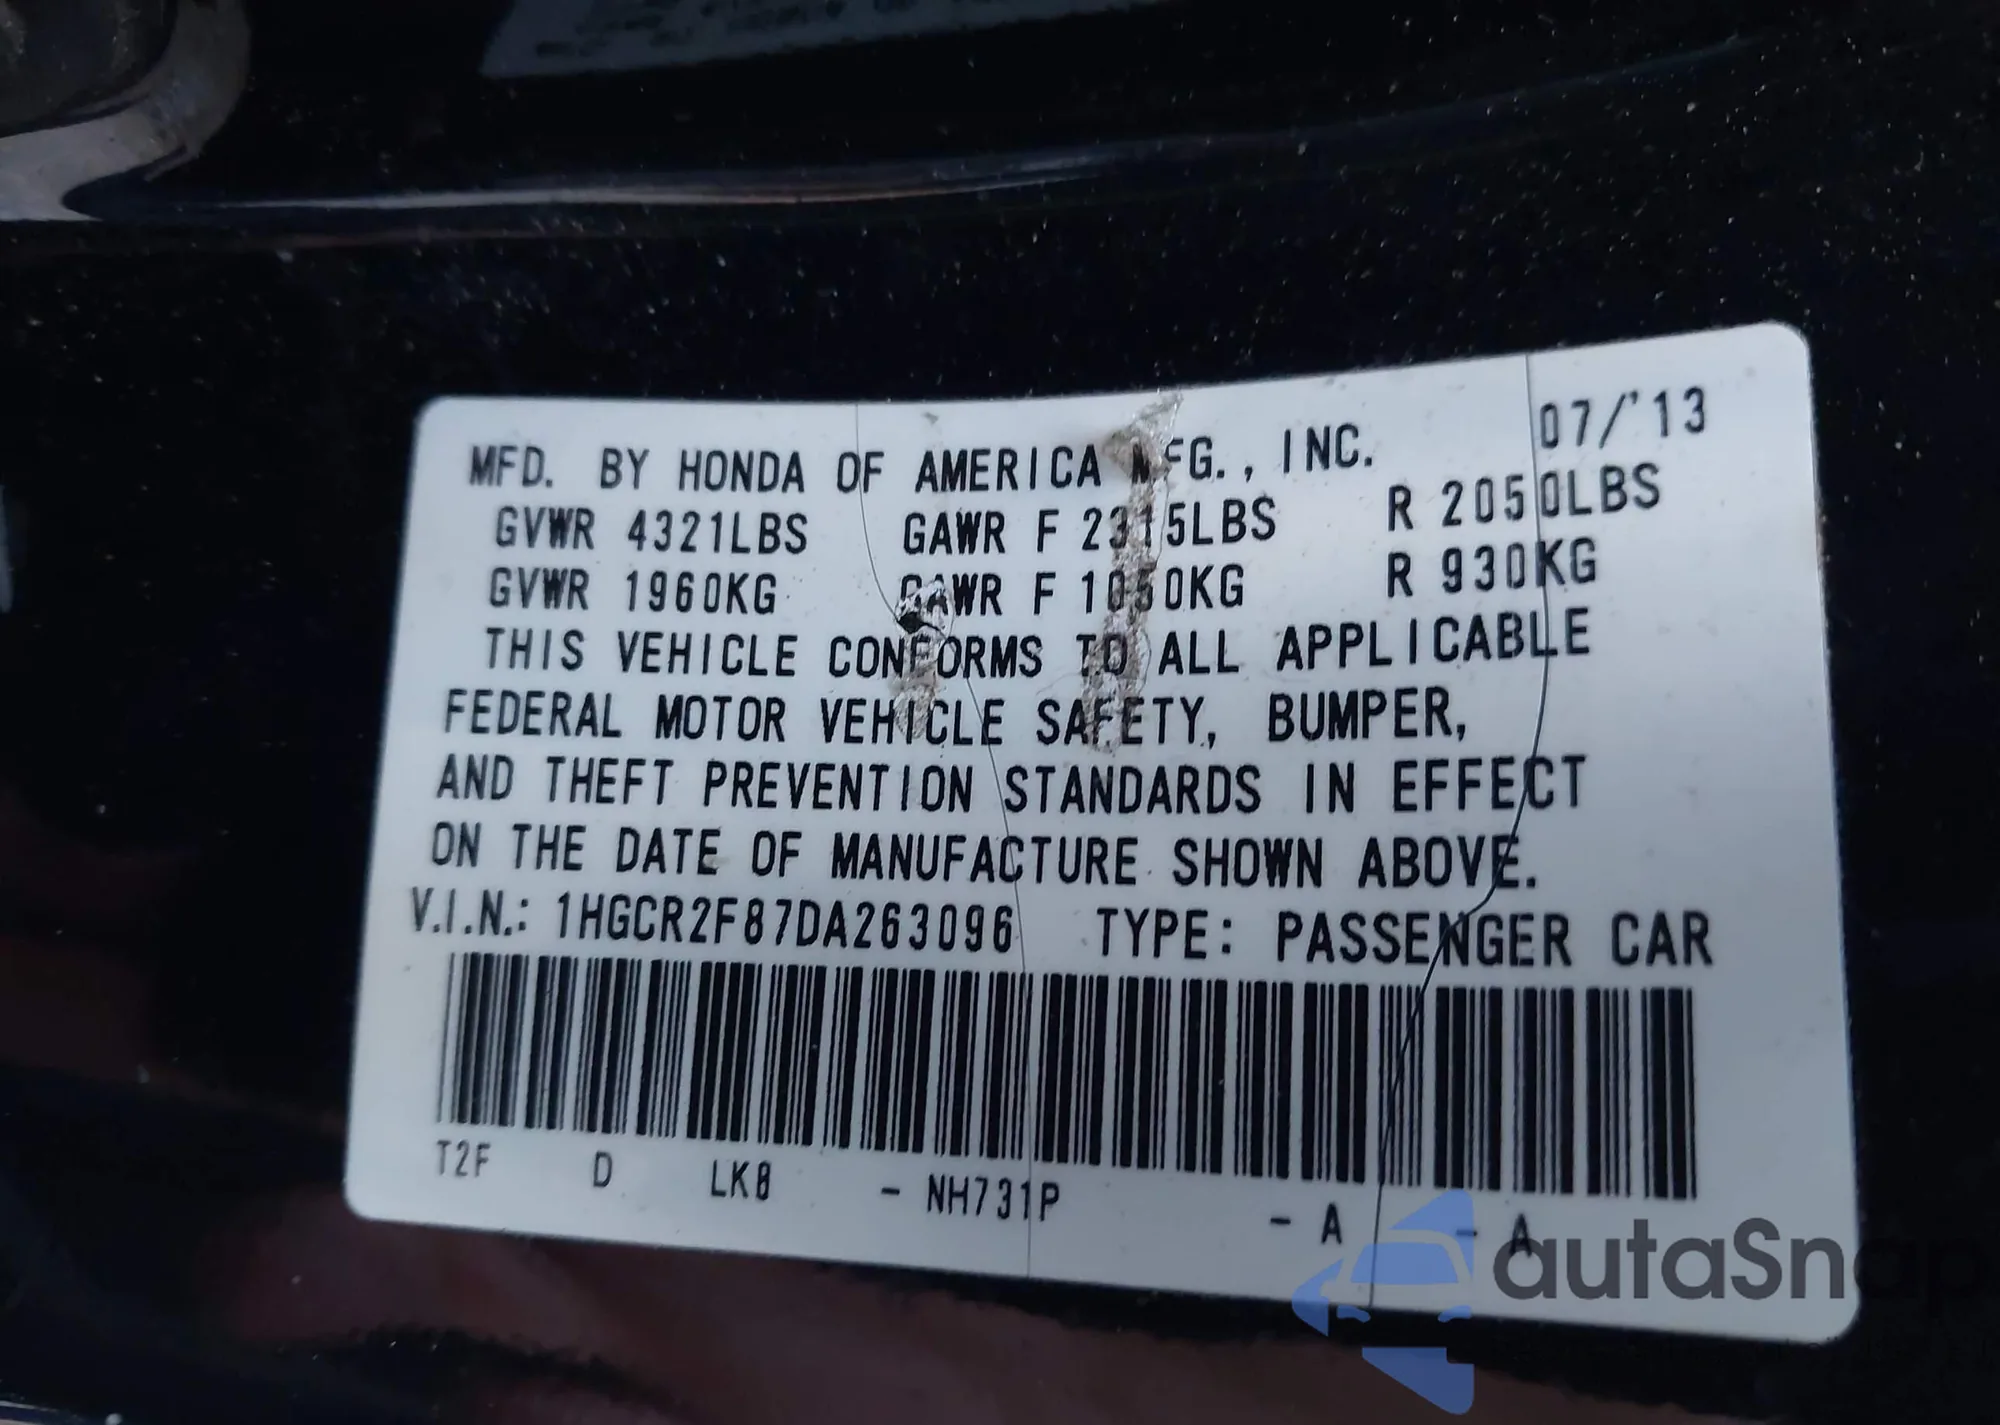 07/'13
MFD. BY HONDA OF AMERICA MFG., INC.
GVWR 4321LBS GAWR F 2315LBS R 2050LBS
GVWR 1960KG GAWR F 1050KG R 930KG
THIS VEHICLE CONFORMS TO ALL APPLICABLE
FEDERAL MOTOR VEHICLE SAFETY, BUMPER,
AND THEFT PREVENTION STANDARDS IN EFFECT
ON THE DATE OF MANUFACTURE SHOWN ABOVE.
V.I.N.: 1HGCR2F87DA263096 TYPE: PASSENGER CAR
T2F D LK8 - NH731P - A - A
autaSnap